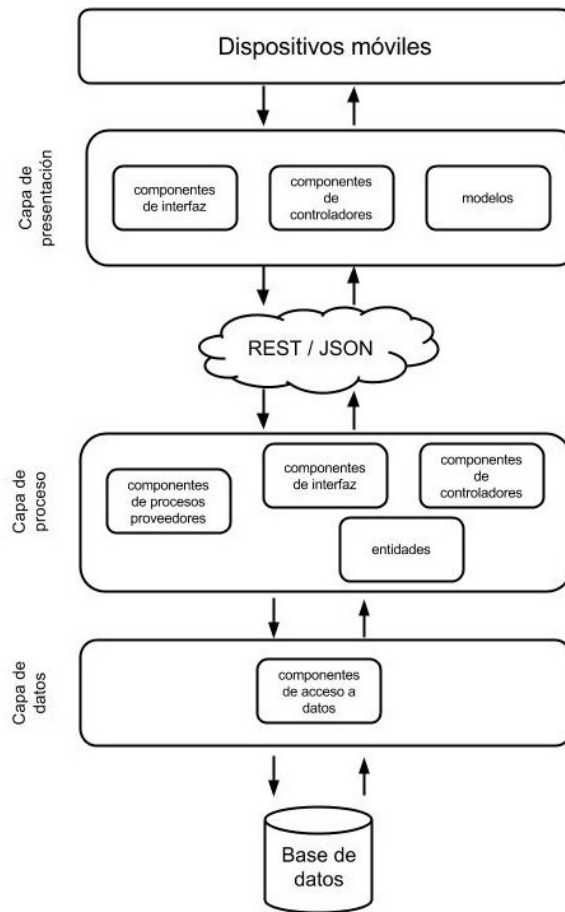 Dispositivos móviles
Capa de
presentación
componentes
de interfaz
componentes
de
controladores
modelos
REST / JSON
Capa de
proceso
componentes
de procesos
proveedores
componentes
de interfaz
componentes
de
controladores
entidades
Capa de
datos
componentes
de acceso a
datos
Base de
datos